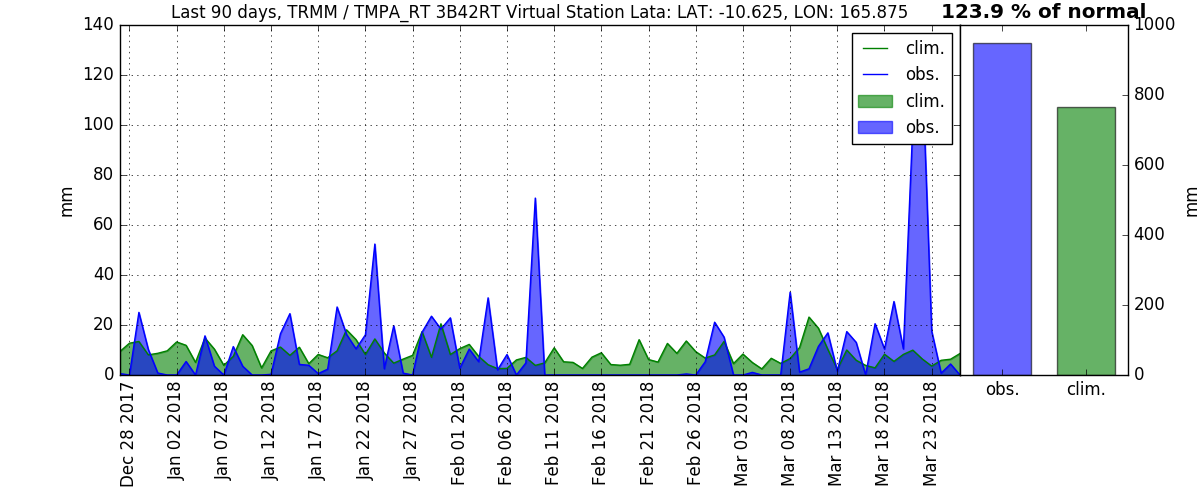 Last 90 days, TRMM / TMPA_RT 3B42RT Virtual Station Lata: LAT: -10.625, LON: 165.875
123.9 % of normal
140
120
100
80
60
40
20
0
mm
clim.
obs.
clim.
obs.
1000
800
600
400
200
0
mm
Dec 28 2017
Jan 02 2018
Jan 07 2018
Jan 12 2018
Jan 17 2018
Jan 22 2018
Jan 27 2018
Feb 01 2018
Feb 06 2018
Feb 11 2018
Feb 16 2018
Feb 21 2018
Feb 26 2018
Mar 03 2018
Mar 08 2018
Mar 13 2018
Mar 18 2018
Mar 23 2018
obs.
clim.